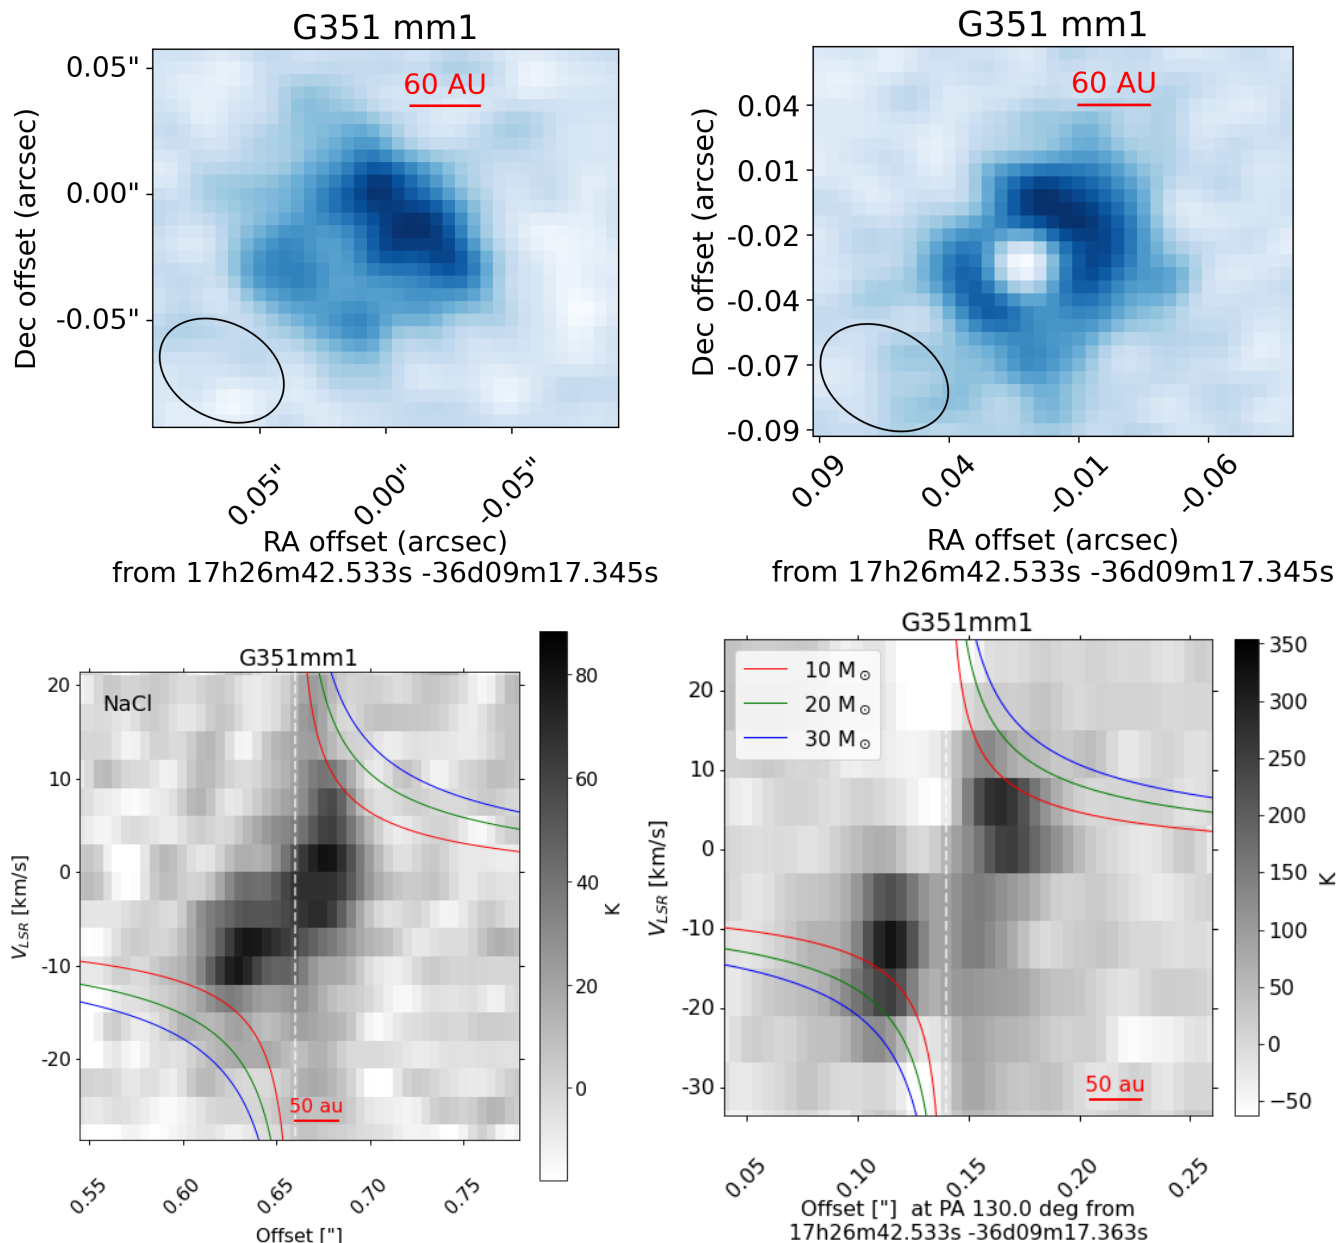 G351 mm1
60 AU
0.05"
0.00"
-0.05"
Dec offset (arcsec)
0.05"
0.00"
-0.05"
RA offset (arcsec)
from 17h26m42.533s -36d09m17.345s
G351 mm1
60 AU
0.04
0.01
-0.02
-0.04
-0.07
-0.09
Dec offset (arcsec)
0.09
0.04
-0.01
-0.06
RA offset (arcsec)
from 17h26m42.533s -36d09m17.345s
G351mm1
NaCl
20
10
0
-10
-20
V_LSR [km/s]
50 au
0.55
0.60
0.65
0.70
0.75
Offset ["]
80
60
40
20
0
K
G351mm1
10 M⊙
20 M⊙
30 M⊙
20
10
0
-10
-20
-30
V_LSR [km/s]
50 au
0.05
0.10
0.15
0.20
0.25
Offset ["] at PA 130.0 deg from
17h26m42.533s -36d09m17.363s
350
300
250
200
150
100
50
0
−50
K